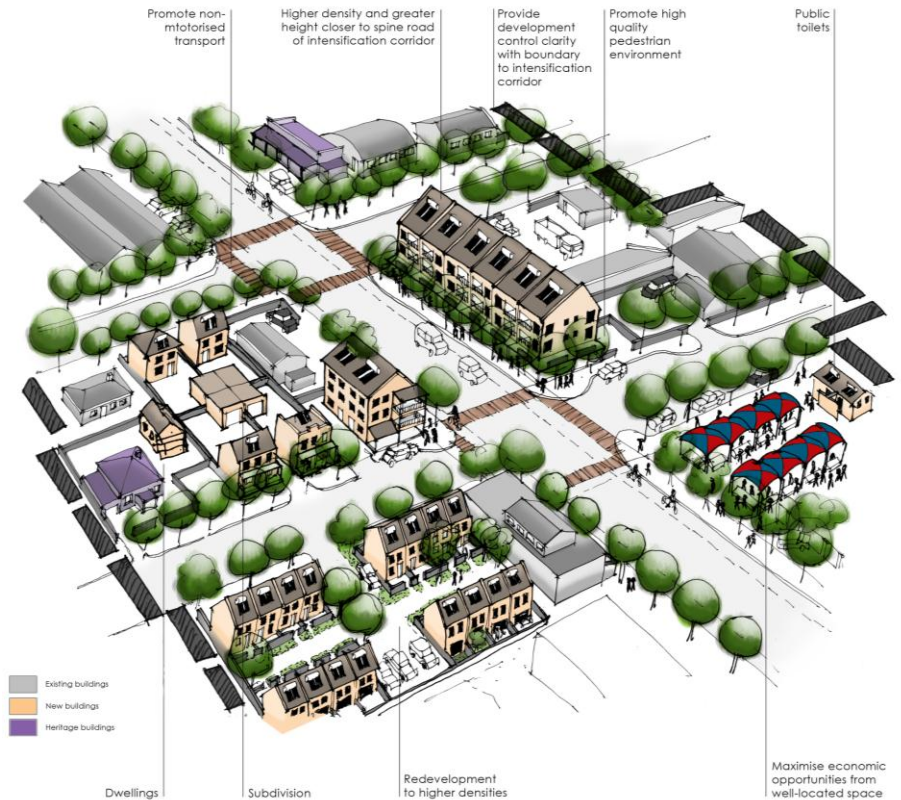 Promote non-
mtotorised
transport
Higher density and greater
height closer to spine road
of intensification corridor
Provide
development
control clarity
with boundary
to intensification
corridor
Promote high
quality
pedestrian
environment
Public
toilets
Existing buildings
New buildings
Heritage buildings
Dwellings
Subdivision
Redevelopment
to higher densities
Maximise economic
opportunities from
well-located space